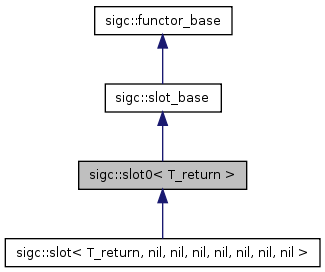 sigc::functor_base
sigc::slot_base
sigc::slot0< T_return >
sigc::slot< T_return, nil, nil, nil, nil, nil, nil, nil >